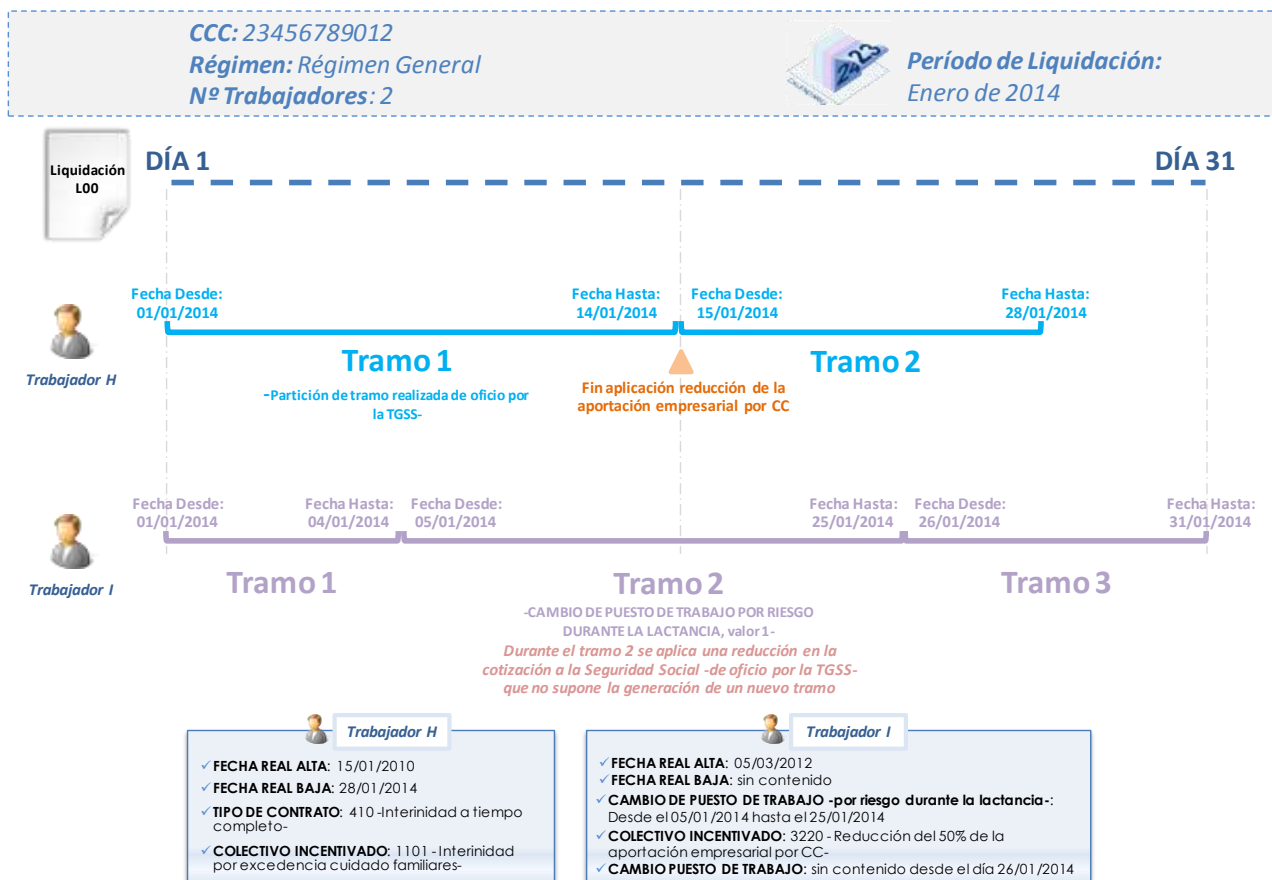 CCC: 23456789012
Régimen: Régimen General
Nº Trabajadores: 2
24 23
CALENDARIO
Período de Liquidación:
Enero de 2014
Liquidación
L00
DÍA 1
DÍA 31
Fecha Desde:
01/01/2014
Fecha Hasta:
14/01/2014
Fecha Desde:
15/01/2014
Fecha Hasta:
28/01/2014
Trabajador H
Tramo 1
Tramo 2
-Partición de tramo realizada de oficio por
la TGSS-
Fin aplicación reducción de la
aportación empresarial por CC
Fecha Desde:
01/01/2014
Fecha Hasta:
04/01/2014
Fecha Desde:
05/01/2014
Fecha Hasta:
25/01/2014
Fecha Desde:
26/01/2014
Fecha Hasta:
31/01/2014
Trabajador I
Tramo 1
Tramo 2
Tramo 3
-CAMBIO DE PUESTO DE TRABAJO POR RIESGO
DURANTE LA LACTANCIA, valor 1-
Durante el tramo 2 se aplica una reducción en la
cotización a la Seguridad Social -de oficio por la TGSS-
que no supone la generación de un nuevo tramo
Trabajador H
✓FECHA REAL ALTA: 15/01/2010
✓FECHA REAL BAJA: 28/01/2014
✓TIPO DE CONTRATO: 410 -Interinidad a tiempo
completo-
✓COLECTIVO INCENTIVADO: 1101 - Interinidad
por excedencia cuidado familiares-
Trabajador I
✓FECHA REAL ALTA: 05/03/2012
✓FECHA REAL BAJA: sin contenido
✓CAMBIO DE PUESTO DE TRABAJO -por riesgo durante la lactancia-:
Desde el 05/01/2014 hasta el 25/01/2014
✓COLECTIVO INCENTIVADO: 3220 - Reducción del 50% de la
aportación empresarial por CC-
✓CAMBIO PUESTO DE TRABAJO: sin contenido desde el día 26/01/2014